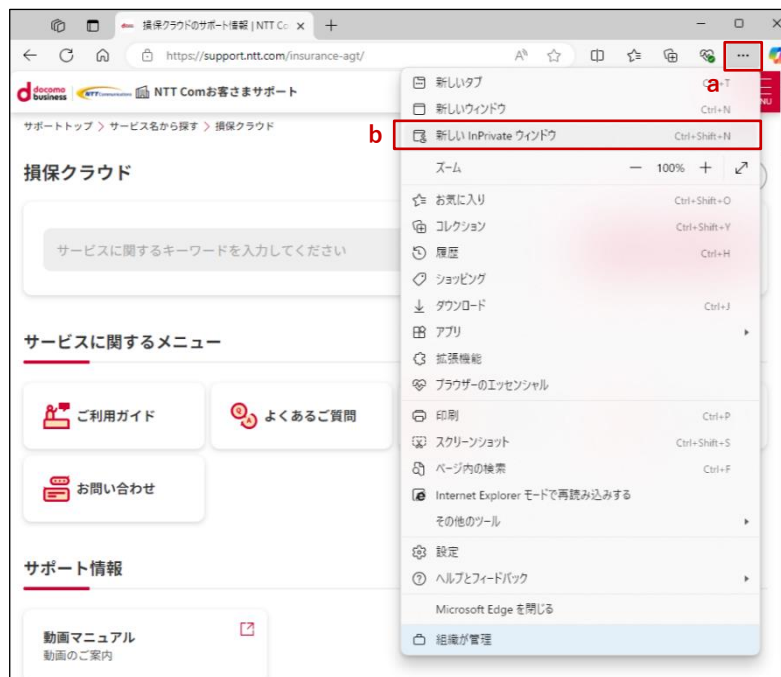 損保クラウドのサポート情報 | NTT Co
https://support.ntt.com/insurance-agt/
docomo business NTT Communications NTT Comお客さまサポート
サポートトップ 〉 サービス名から探す 〉 損保クラウド
損保クラウド
サービスに関するキーワードを入力してください
サービスに関するメニュー
ご利用ガイド
よくあるご質問
お問い合わせ
サポート情報
動画マニュアル
動画のご案内
a
新しいタブ
新しいウィンドウ Ctrl+N
b 新しい InPrivate ウィンドウ Ctrl+Shift+N
ズーム — 100% +
お気に入り Ctrl+Shift+O
コレクション Ctrl+Shift+Y
履歴 Ctrl+H
ショッピング
ダウンロード Ctrl+J
アプリ
拡張機能
ブラウザーのエッセンシャル
印刷 Ctrl+P
スクリーンショット Ctrl+Shift+S
ページ内の検索 Ctrl+F
Internet Explorer モードで再読み込みする
その他のツール
設定
ヘルプとフィードバック
Microsoft Edge を閉じる
組織が管理